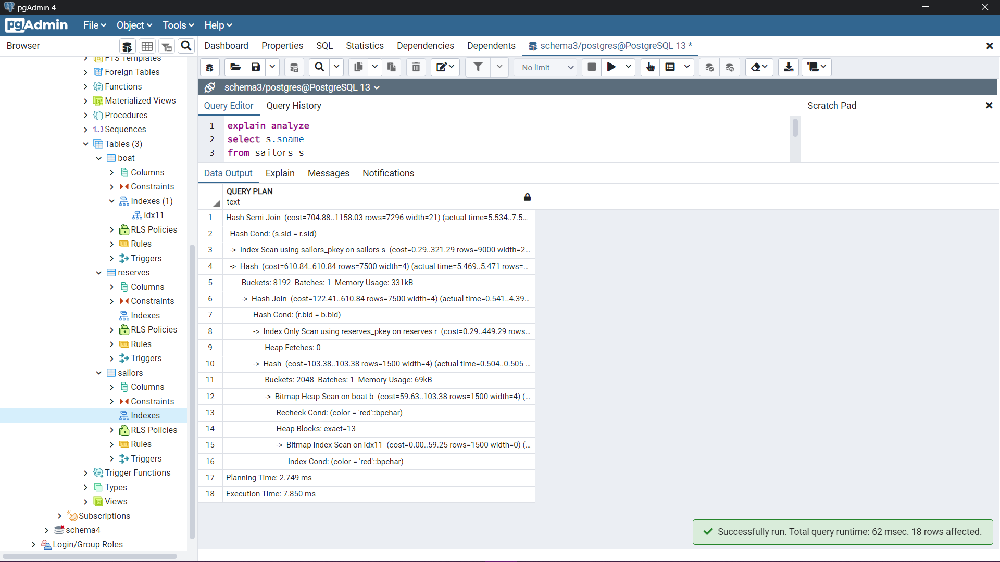 pgAdmin 4
pgAdmin File Object Tools Help
Browser
Dashboard Properties SQL Statistics Dependencies Dependents schema3/postgres@PostgreSQL 13 *
FTS Templates
Foreign Tables
Functions
Materialized Views
Procedures
1..3 Sequences
Tables (3)
boat
Columns
Constraints
Indexes (1)
idx11
RLS Policies
Rules
Triggers
reserves
Columns
Constraints
Indexes
RLS Policies
Rules
Triggers
sailors
Columns
Constraints
Indexes
RLS Policies
Rules
Triggers
Trigger Functions
Types
Views
Subscriptions
schema4
Login/Group Roles
No limit
schema3/postgres@PostgreSQL 13
Query Editor Query History
Scratch Pad
1 explain analyze
2 select s.sname
3 from sailors s
Data Output Explain Messages Notifications
QUERY PLAN
text
1 Hash Semi Join (cost=704.88..1158.03 rows=7296 width=21) (actual time=5.534..7.5...
2 Hash Cond: (s.sid = r.sid)
3 -> Index Scan using sailors_pkey on sailors s (cost=0.29..321.29 rows=9000 width=2...
4 -> Hash (cost=610.84..610.84 rows=7500 width=4) (actual time=5.469..5.471 rows=...
5 Buckets: 8192 Batches: 1 Memory Usage: 331kB
6 -> Hash Join (cost=122.41..610.84 rows=7500 width=4) (actual time=0.541..4.39...
7 Hash Cond: (r.bid = b.bid)
8 -> Index Only Scan using reserves_pkey on reserves r (cost=0.29..449.29 rows...
9 Heap Fetches: 0
10 -> Hash (cost=103.38..103.38 rows=1500 width=4) (actual time=0.504..0.505 ...
11 Buckets: 2048 Batches: 1 Memory Usage: 69kB
12 -> Bitmap Heap Scan on boat b (cost=59.63..103.38 rows=1500 width=4) (...
13 Recheck Cond: (color = 'red'::bpchar)
14 Heap Blocks: exact=13
15 -> Bitmap Index Scan on idx11 (cost=0.00..59.25 rows=1500 width=0) (...
16 Index Cond: (color = 'red'::bpchar)
17 Planning Time: 2.749 ms
18 Execution Time: 7.850 ms
Successfully run. Total query runtime: 62 msec. 18 rows affected.